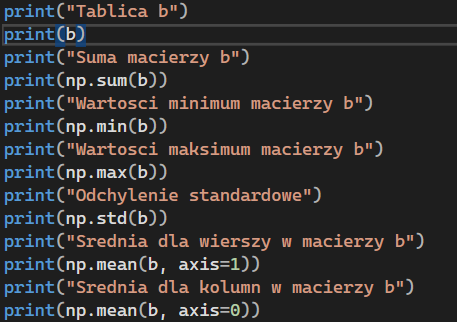 print("Tablica b")
print(b)
print("Suma macierzy b")
print(np.sum(b))
print("Wartosci minimum macierzy b")
print(np.min(b))
print("Wartosci maksimum macierzy b")
print(np.max(b))
print("Odchylenie standardowe")
print(np.std(b))
print("Srednia dla wierszy w macierzy b")
print(np.mean(b, axis=1))
print("Srednia dla kolumn w macierzy b")
print(np.mean(b, axis=0))